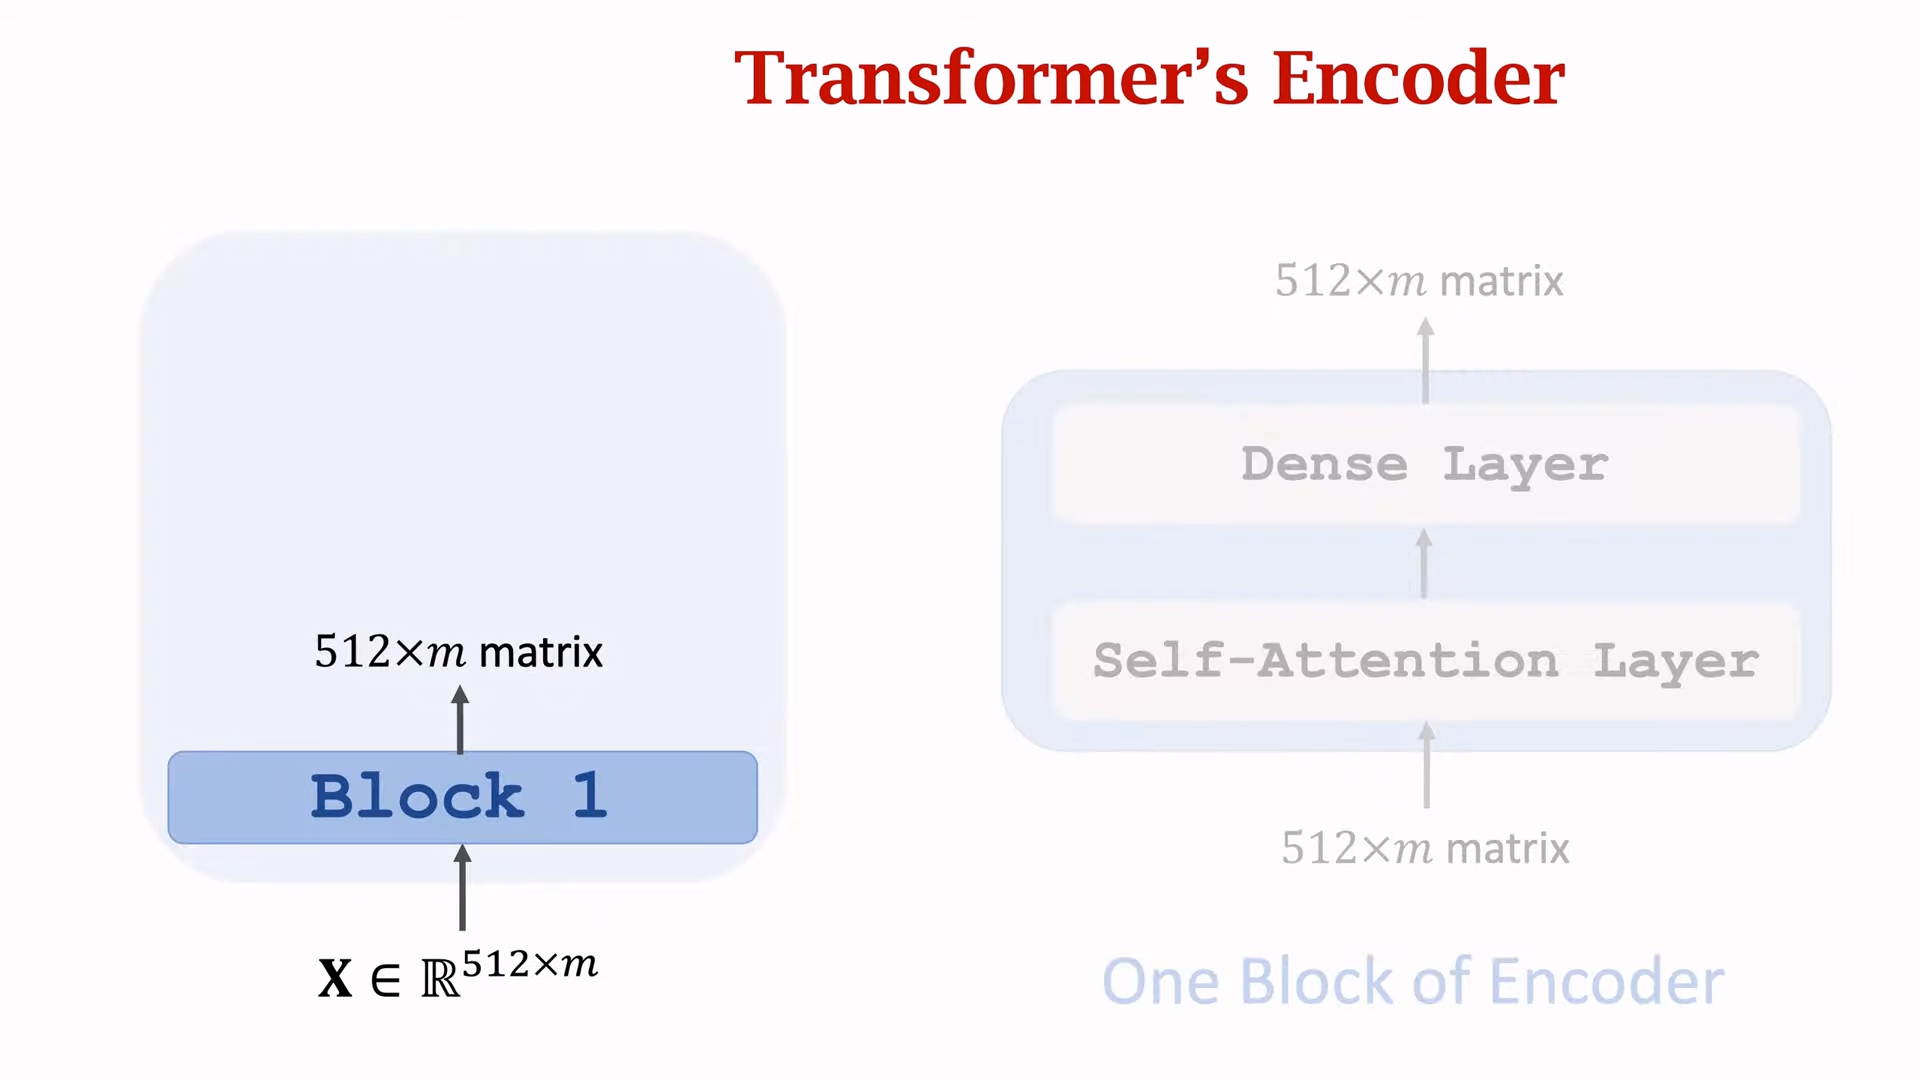 Transformer’s Encoder
512×m matrix
Block 1
X ∈ ℝ^512×m
512×m matrix
Dense Layer
Self-Attention Layer
512×m matrix
One Block of Encoder